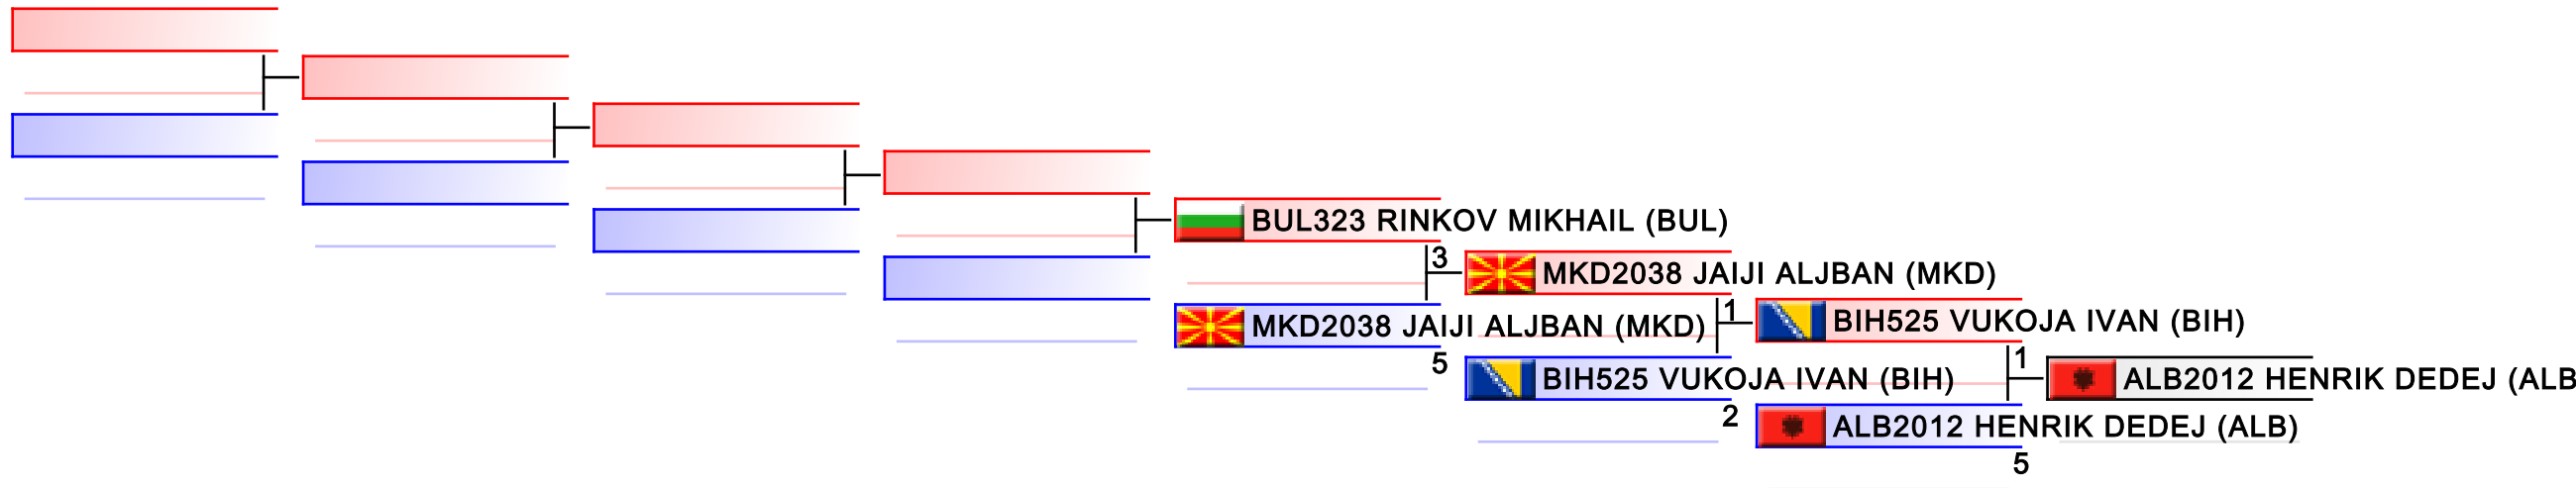 BUL323 RINKOV MIKHAIL (BUL)
3
MKD2038 JAIJI ALJBAN (MKD)
MKD2038 JAIJI ALJBAN (MKD)
1
BIH525 VUKOJA IVAN (BIH)
5
BIH525 VUKOJA IVAN (BIH)
1
ALB2012 HENRIK DEDEJ (ALB
2
ALB2012 HENRIK DEDEJ (ALB)
5